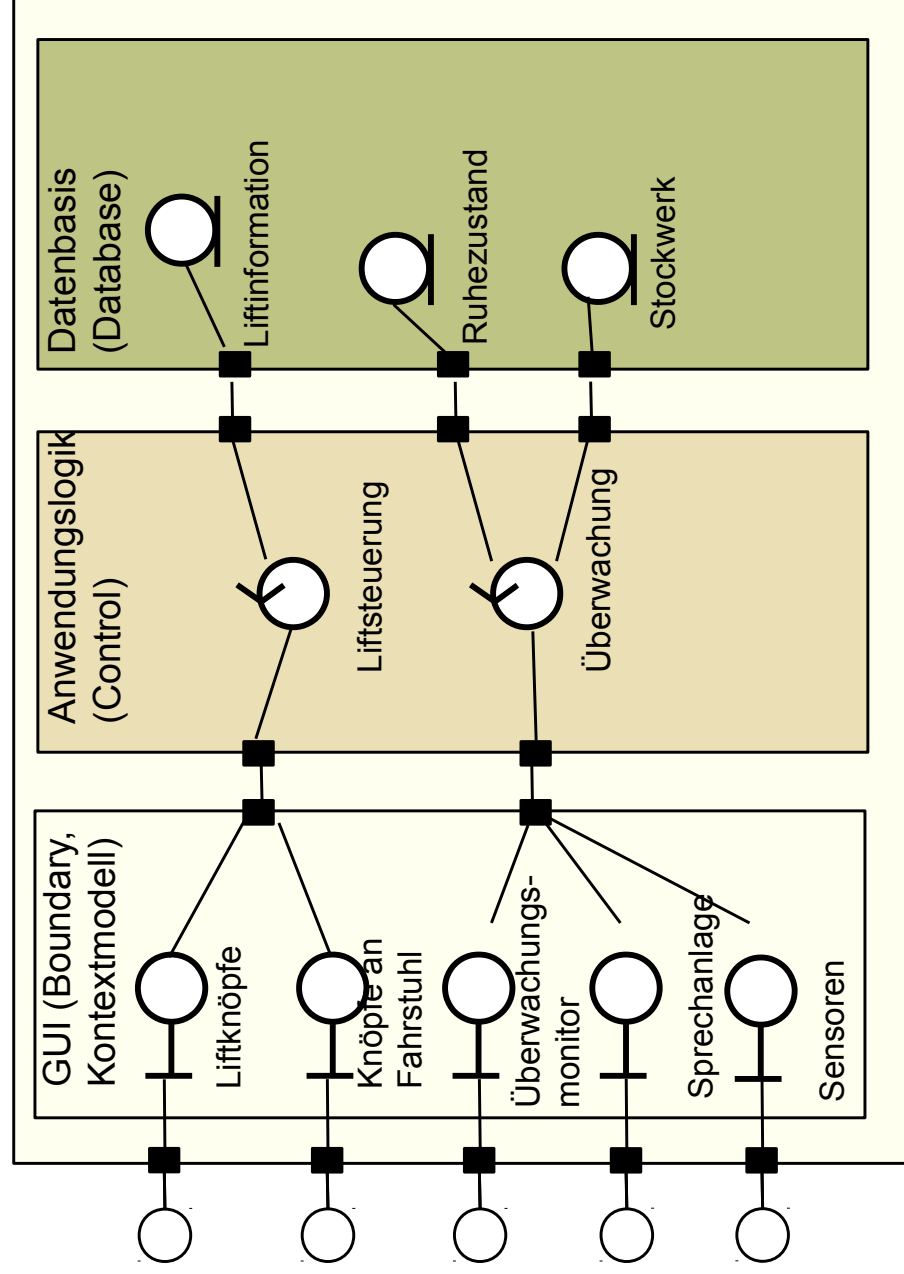 GUI (Boundary,
Kontextmodell)
Liftknöpfe
Knöpfe an
Fahrstuhl
Überwachungs-
monitor
Sprechanlage
Sensoren
Anwendungslogik
(Control)
Liftsteuerung
Überwachung
Datenbasis
(Database)
Liftinformation
Ruhezustand
Stockwerk